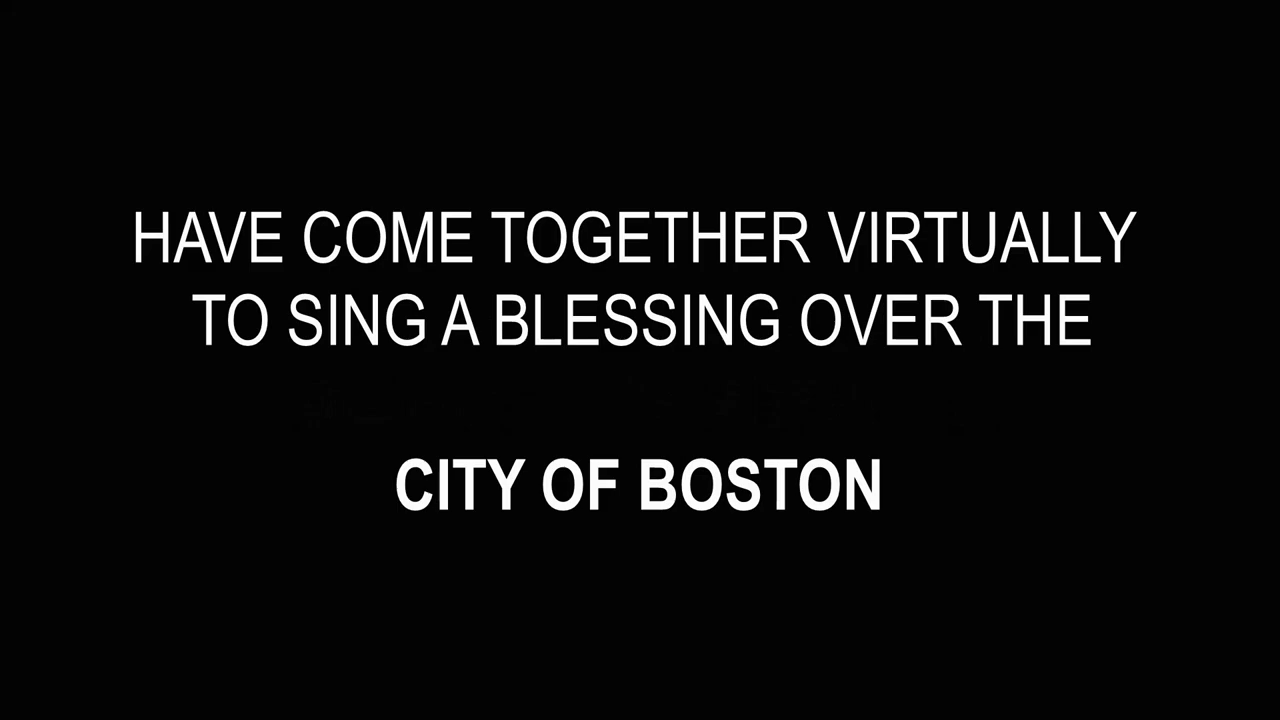 HAVE COME TOGETHER VIRTUALLY
TO SING A BLESSING OVER THE
CITY OF BOSTON